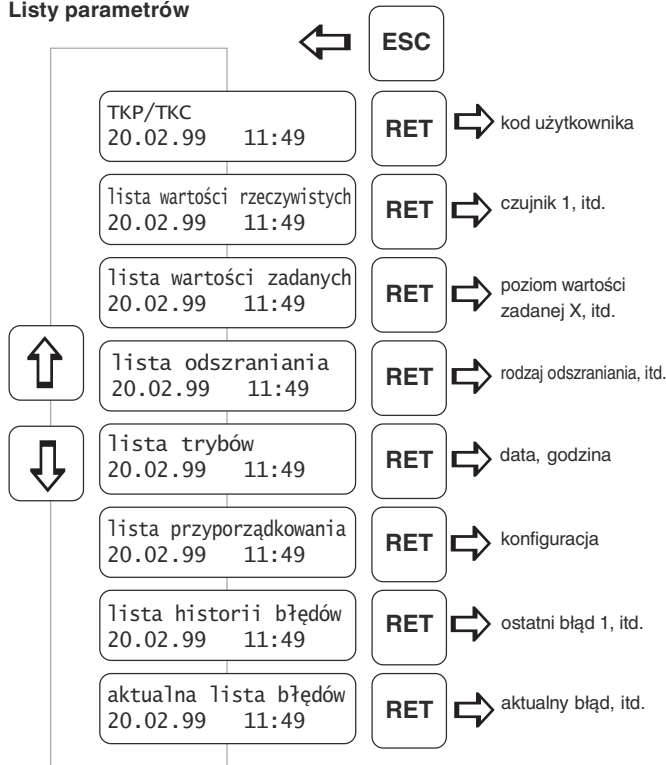 Listy parametrów
ESC
TKP/TKC
20.02.99 11:49
RET
kod użytkownika
lista wartości rzeczywistych
20.02.99 11:49
RET
czujnik 1, itd.
lista wartości zadanych
20.02.99 11:49
RET
poziom wartości
zadanej X, itd.
lista odszraniania
20.02.99 11:49
RET
rodzaj odszraniania, itd.
lista trybów
20.02.99 11:49
RET
data, godzina
lista przyporządkowania
20.02.99 11:49
RET
konfiguracja
lista historii błędów
20.02.99 11:49
RET
ostatni błąd 1, itd.
aktualna lista błędów
20.02.99 11:49
RET
aktualny błąd, itd.